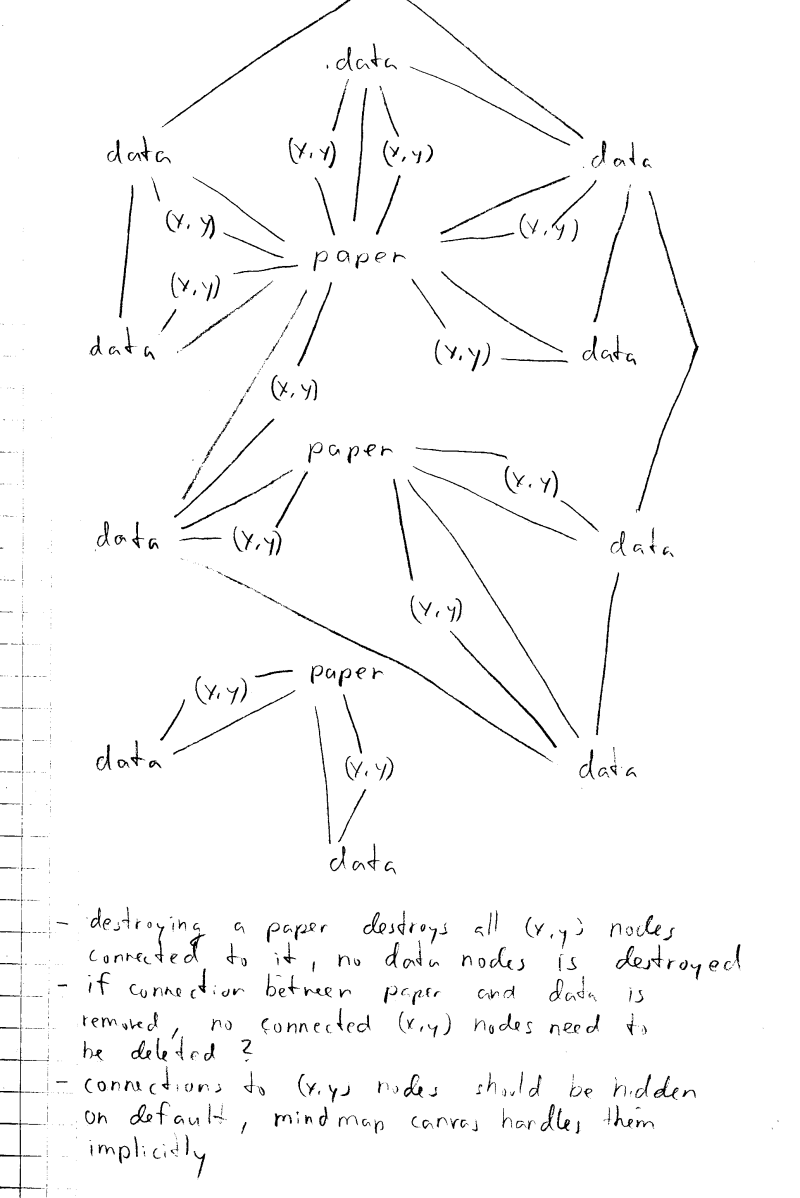 .data
data
(x,y)
(x,y)
.data
(x,y)
(x,y)
paper
(x,y)
data
(x,y)
data
(x,y)
paper
(x,y)
data
(x,y)
data
(x,y)
paper
(x,y)
data
(x,y)
data
data
- destroying a paper destroys all (x,y) nodes
connected to it, no data nodes is destroyed
- if connection between paper and data is
removed, no connected (x,y) nodes need to
be deleted ?
- connections to (x,y) nodes should be hidden
on default, mindmap canvas handles them
implicitly